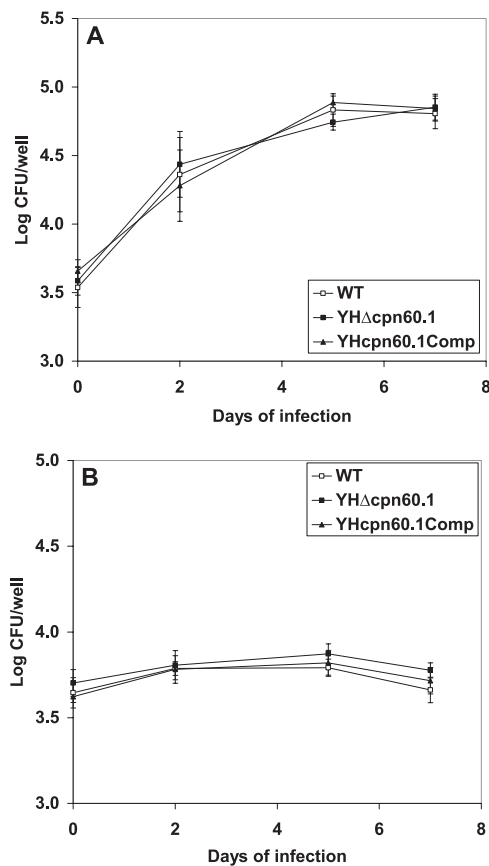 A
5.5
5.0
4.5
4.0
3.5
3.0
Log CFU/well
WT
YHΔcpn60.1
YHcpn60.1Comp
0 2 4 6 8
Days of infection
B
5.0
4.5
4.0
3.5
3.0
Log CFU/well
WT
YHΔcpn60.1
YHcpn60.1Comp
0 2 4 6 8
Days of infection